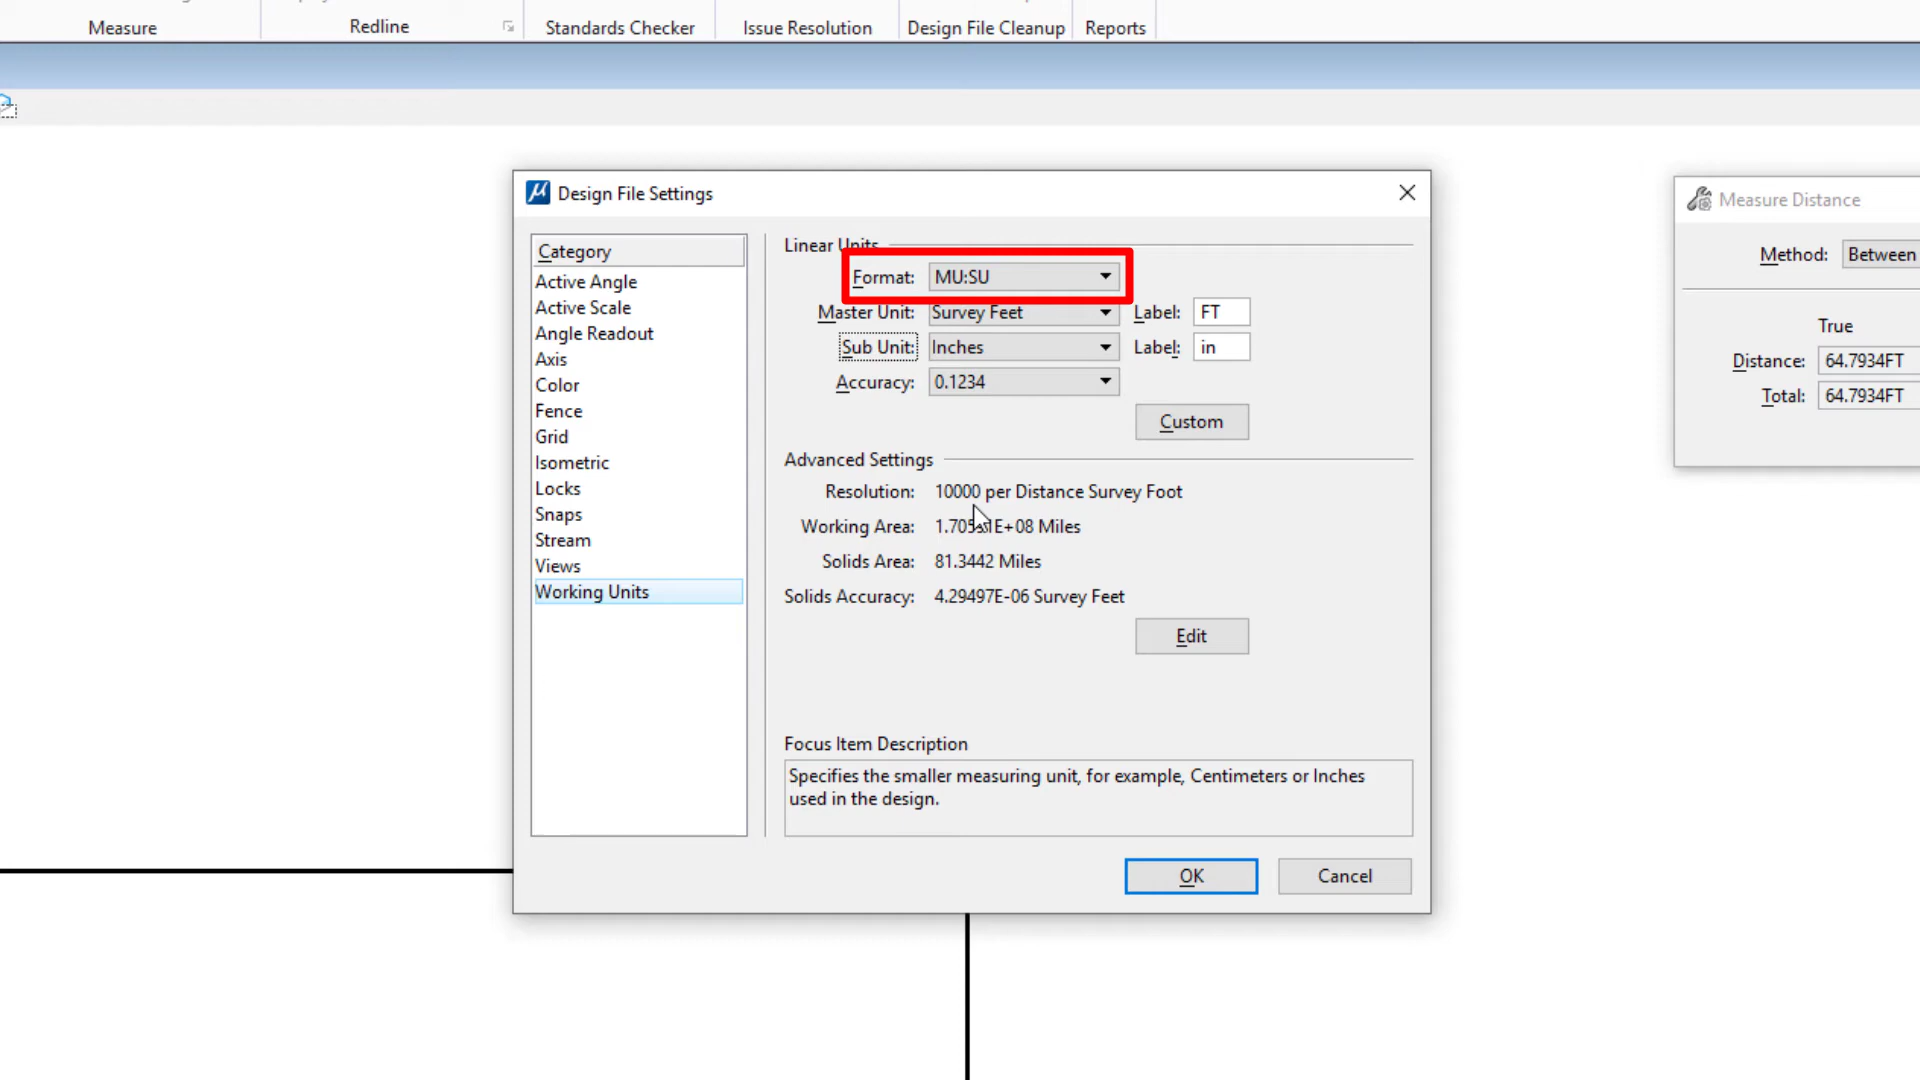 Measure
Redline
Standards Checker
Issue Resolution
Design File Cleanup
Reports
Design File Settings
Category
Active Angle
Active Scale
Angle Readout
Axis
Color
Fence
Grid
Isometric
Locks
Snaps
Stream
Views
Working Units
Linear Units
Format: MU:SU
Master Unit: Survey Feet Label: FT
Sub Unit: Inches Label: in
Accuracy: 0.1234
Custom
Advanced Settings
Resolution: 10000 per Distance Survey Foot
Working Area: Miles
Solids Area: 81.3442 Miles
Solids Accuracy: 4.29497E-06 Survey Feet
Edit
Focus Item Description
Specifies the smaller measuring unit, for example, Centimeters or Inches
used in the design.
OK Cancel
Measure Distance
Method: Between
True
Distance: 64.7934FT
Total: 64.7934FT